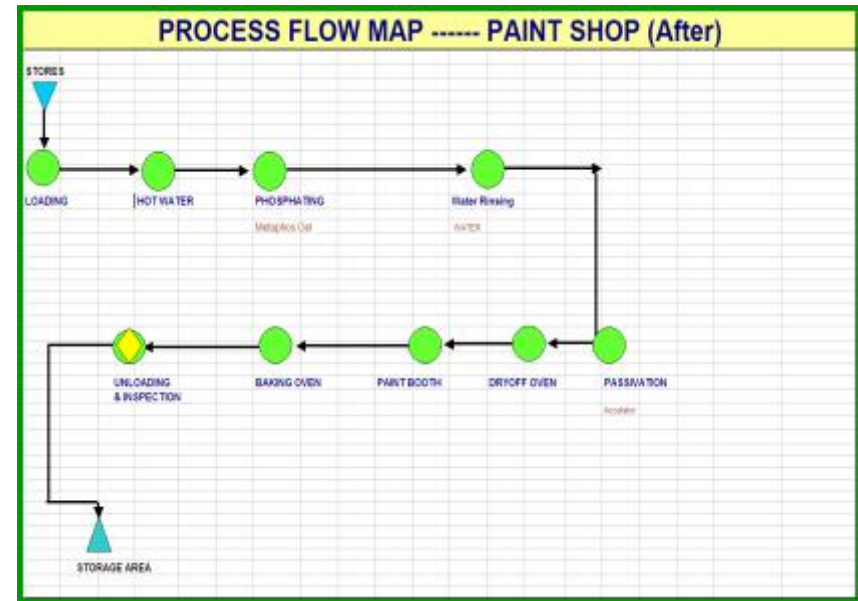 PROCESS FLOW MAP ------ PAINT SHOP (After)
STORES
LOADING
HOT WATER
PHOSPHATING
Water Rinsing
WATER
UNLOADING
& INSPECTION
BAKING OVEN
PAINT BOOTH
DRYOFF OVEN
PASSIVATION
STORAGE AREA